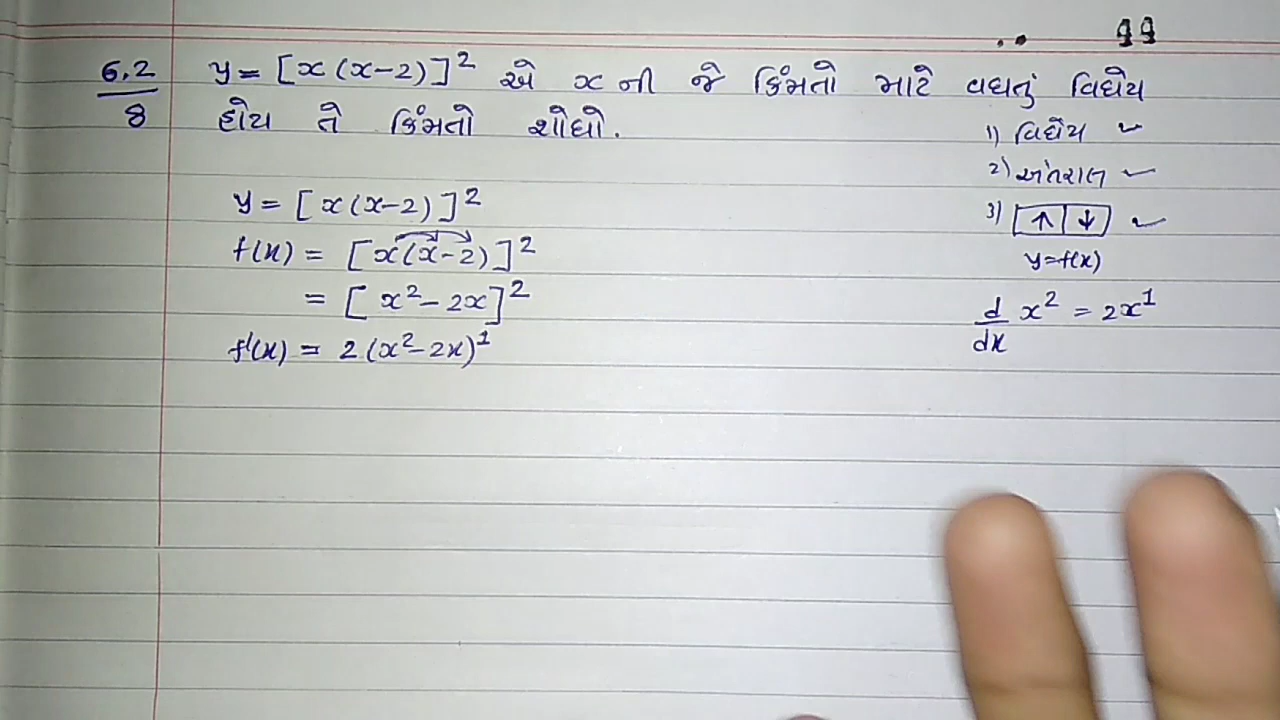 99
6.2/8 y = [x(x-2)]² એ x ની જે કિંમતો માટે વધતું વિધેય
હોય તે કિંમતો શોધો.
1) વિધેય ✓
2) અંતરાલ ✓
3) ↑ | ↓ ✓
y=f(x)
d/dx x² = 2x¹
y = [x(x-2)]²
f(x) = [x(x-2)]²
= [x²-2x]²
f'(x) = 2(x²-2x)¹